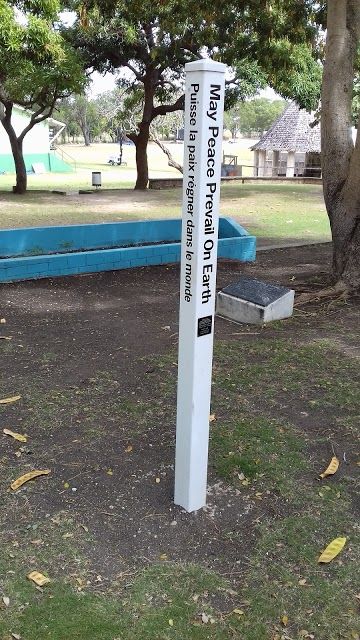 May Peace Prevail On Earth
Puisse la paix régner dans le monde